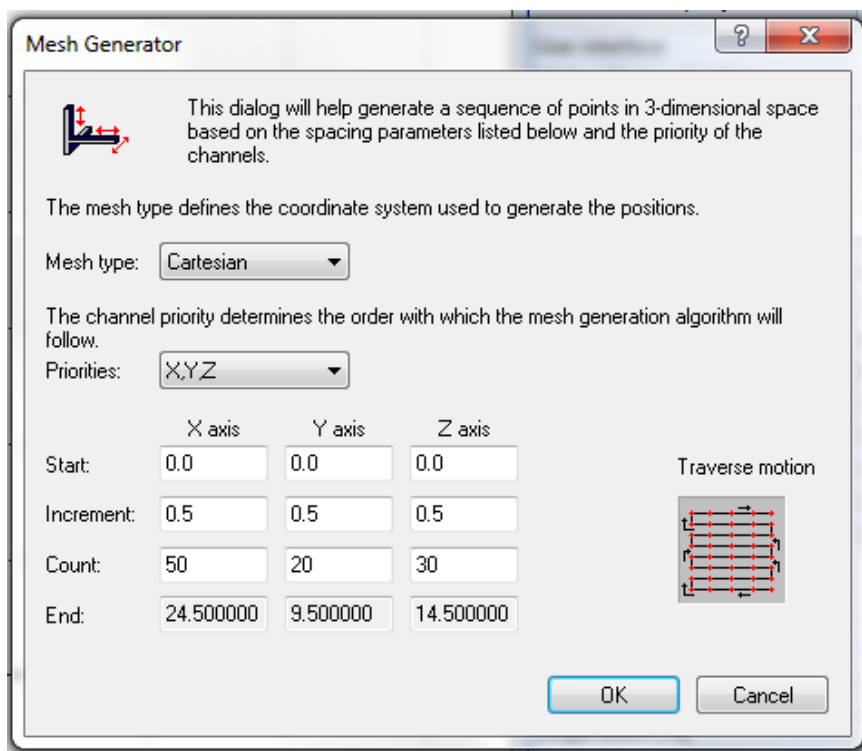 Mesh Generator
This dialog will help generate a sequence of points in 3-dimensional space
based on the spacing parameters listed below and the priority of the
channels.
The mesh type defines the coordinate system used to generate the positions.
Mesh type: Cartesian
The channel priority determines the order with which the mesh generation algorithm will
follow.
Priorities: X,Y,Z
X axis Y axis Z axis
Start: 0.0 0.0 0.0
Traverse motion
Increment: 0.5 0.5 0.5
Count: 50 20 30
End: 24.500000 9.500000 14.500000
OK Cancel